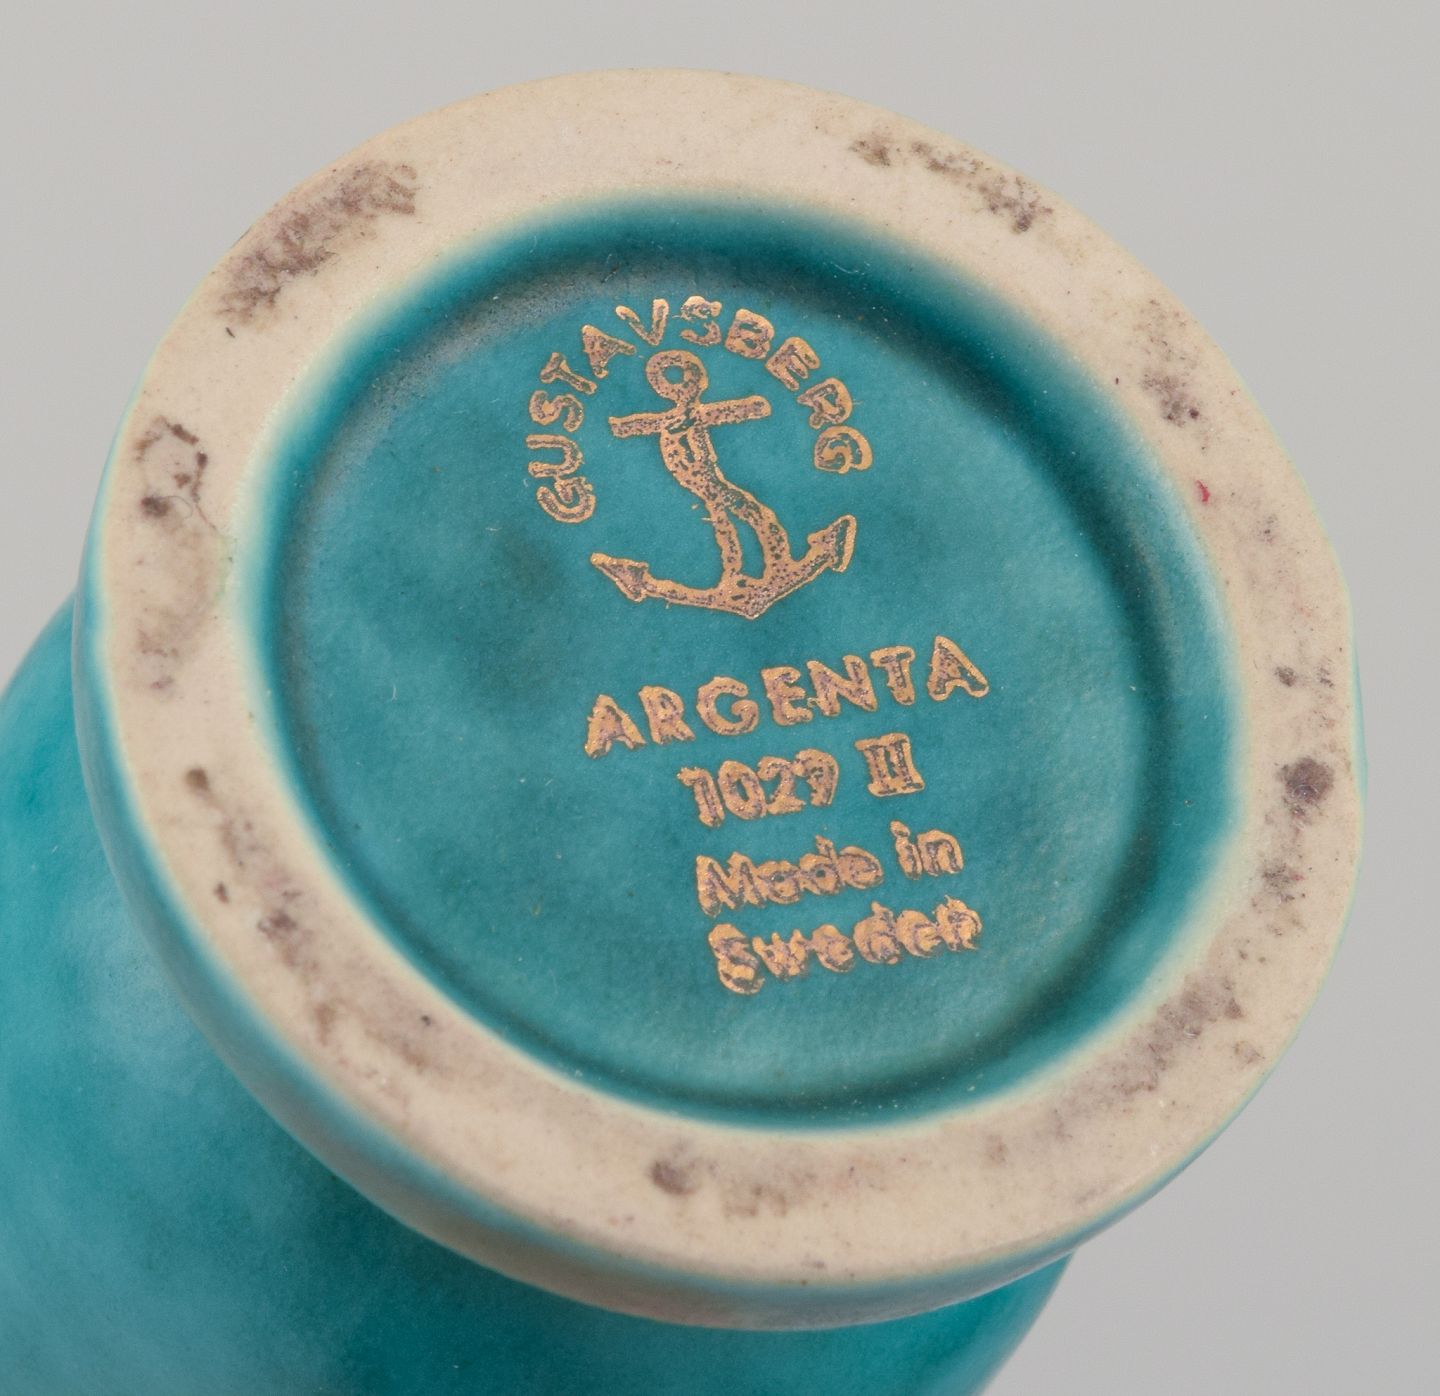 GUSTAVSBERG
ARGENTA
1029 III
Made in
Sweden